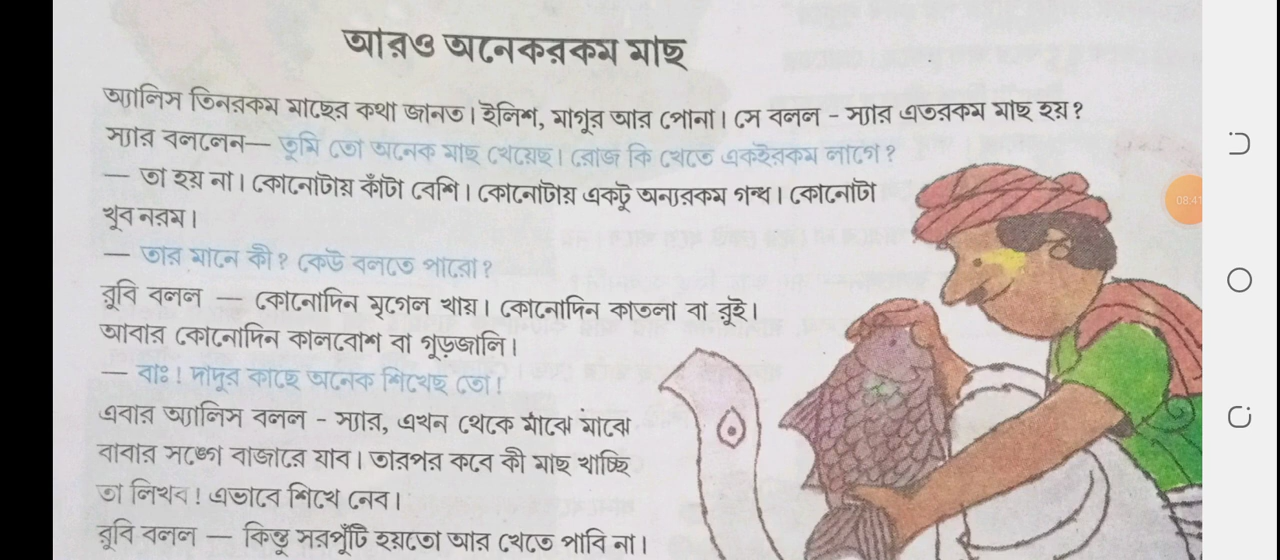 আরও অনেকরকম মাছ
অ্যালিস তিনরকম মাছের কথা জানত। ইলিশ, মাগুর আর পোনা। সে বলল – স্যার এতরকম মাছ হয়?
স্যার বললেন— তুমি তো অনেক মাছ খেয়েছ। রোজ কি খেতে একইরকম লাগে?
— তা হয় না। কোনোটায় কাঁটা বেশি। কোনোটায় একটু অন্যরকম গন্ধ। কোনোটা
খুব নরম।
— তার মানে কী? কেউ বলতে পারো?
রুবি বলল — কোনোদিন মৃগেল খায়। কোনোদিন কাতলা বা রুই।
আবার কোনোদিন কালবোশ বা গুড়জালি।
— বাঃ! দাদুর কাছে অনেক শিখেছ তো!
এবার অ্যালিস বলল – স্যার, এখন থেকে মাঝে মাঝে
বাবার সঙ্গে বাজারে যাব। তারপর কবে কী মাছ খাচ্ছি
তা লিখব! এভাবে শিখে নেব।
রুবি বলল — কিন্তু সরপুঁটি হয়তো আর খেতে পাবি না।
08:41